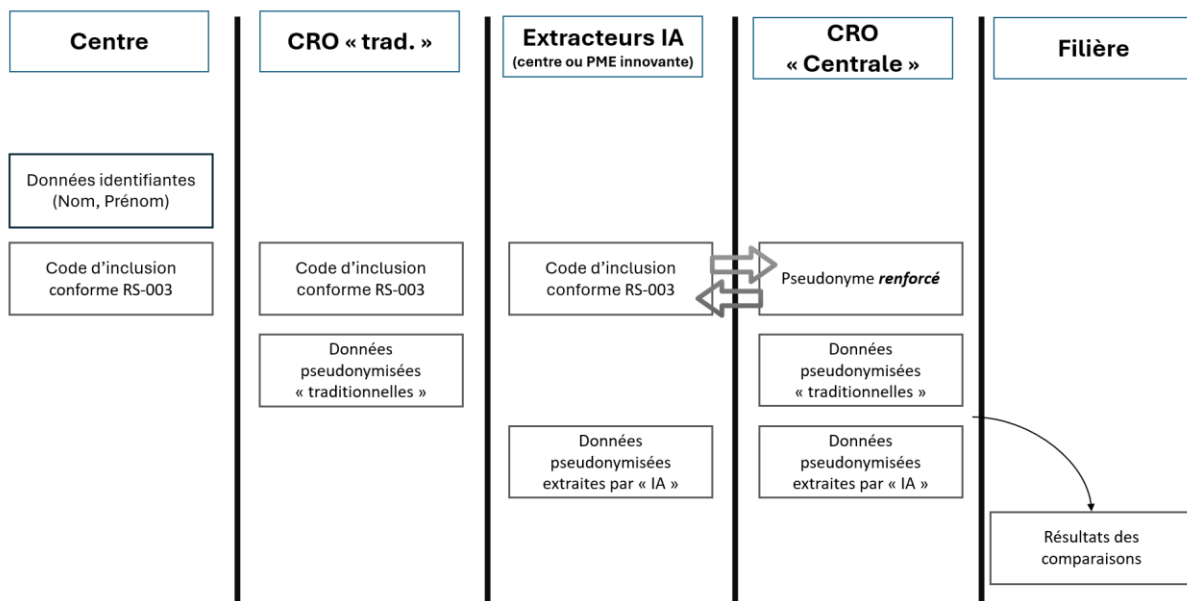 Centre
CRO « trad. »
Extracteurs IA
(centre ou PME innovante)
CRO
« Centrale »
Filière
Données identifiantes
(Nom, Prénom)
Code d’inclusion
conforme RS-003
Code d’inclusion
conforme RS-003
Code d’inclusion
conforme RS-003
Pseudonyme renforcé
Données
pseudonymisées
« traditionnelles »
Données
pseudonymisées
« traditionnelles »
Données
pseudonymisées
extraites par « IA »
Données
pseudonymisées
extraites par « IA »
Résultats des
comparaisons